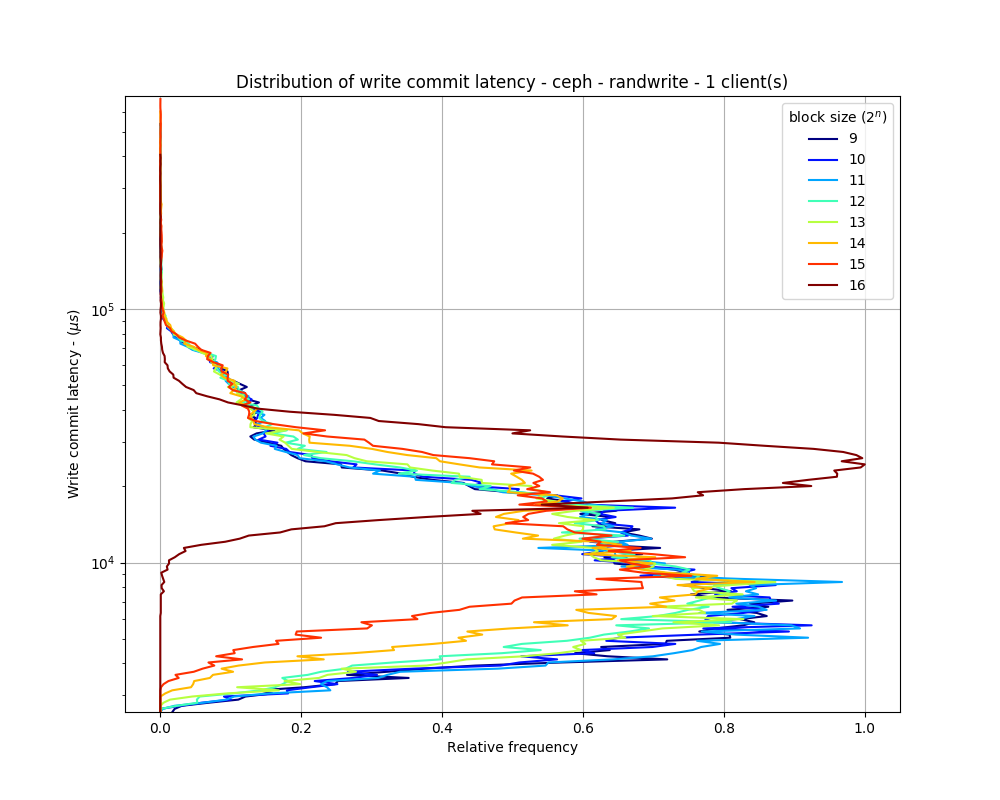 Distribution of write commit latency - ceph - randwrite - 1 client(s)
block size (2ⁿ)
9
10
11
12
13
14
15
16
10⁵
10⁴
Write commit latency - (μs)
0.0 0.2 0.4 0.6 0.8 1.0
Relative frequency